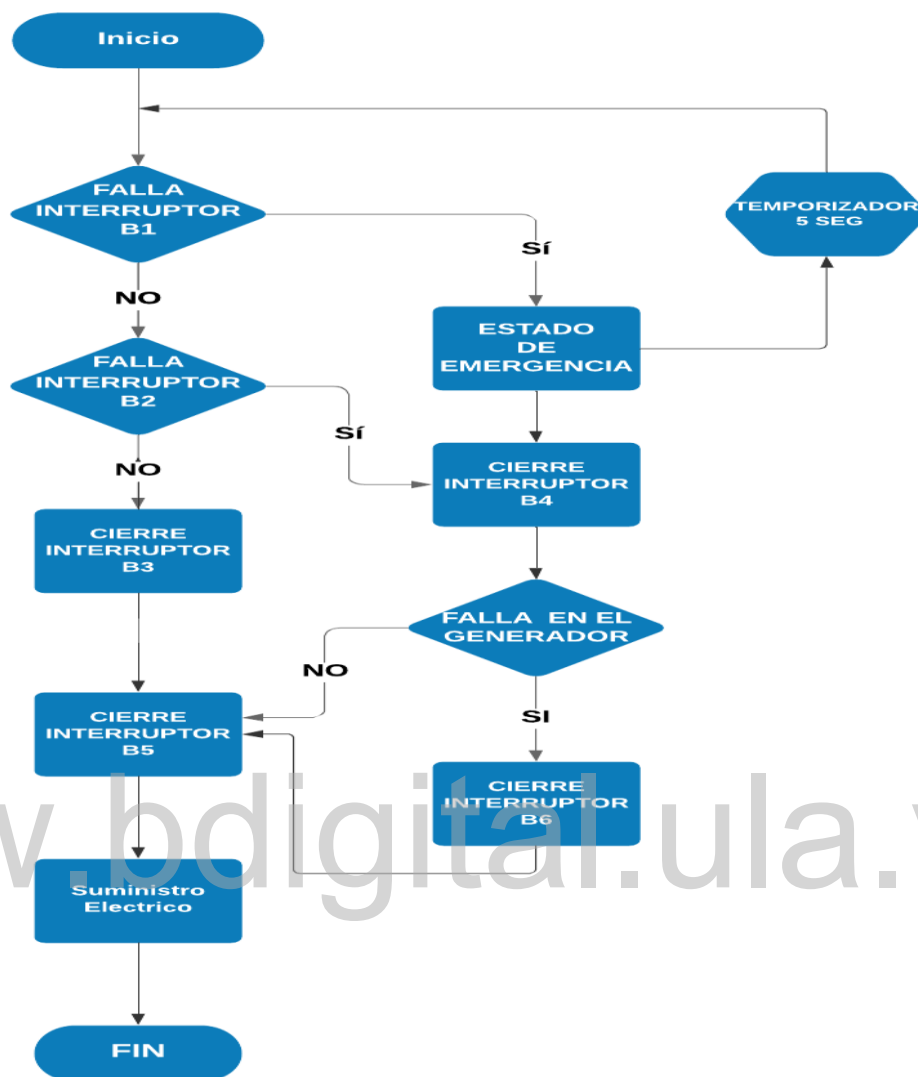 Inicio
FALLA
INTERRUPTOR
B1
TEMPORIZADOR
5 SEG
Sí
NO
ESTADO
DE
EMERGENCIA
FALLA
INTERRUPTOR
B2
Sí
NO
CIERRE
INTERRUPTOR
B4
CIERRE
INTERRUPTOR
B3
FALLA EN EL
GENERADOR
NO
SI
CIERRE
INTERRUPTOR
B5
CIERRE
INTERRUPTOR
B6
w.bdigital.ula.v
Suministro
Electrico
FIN